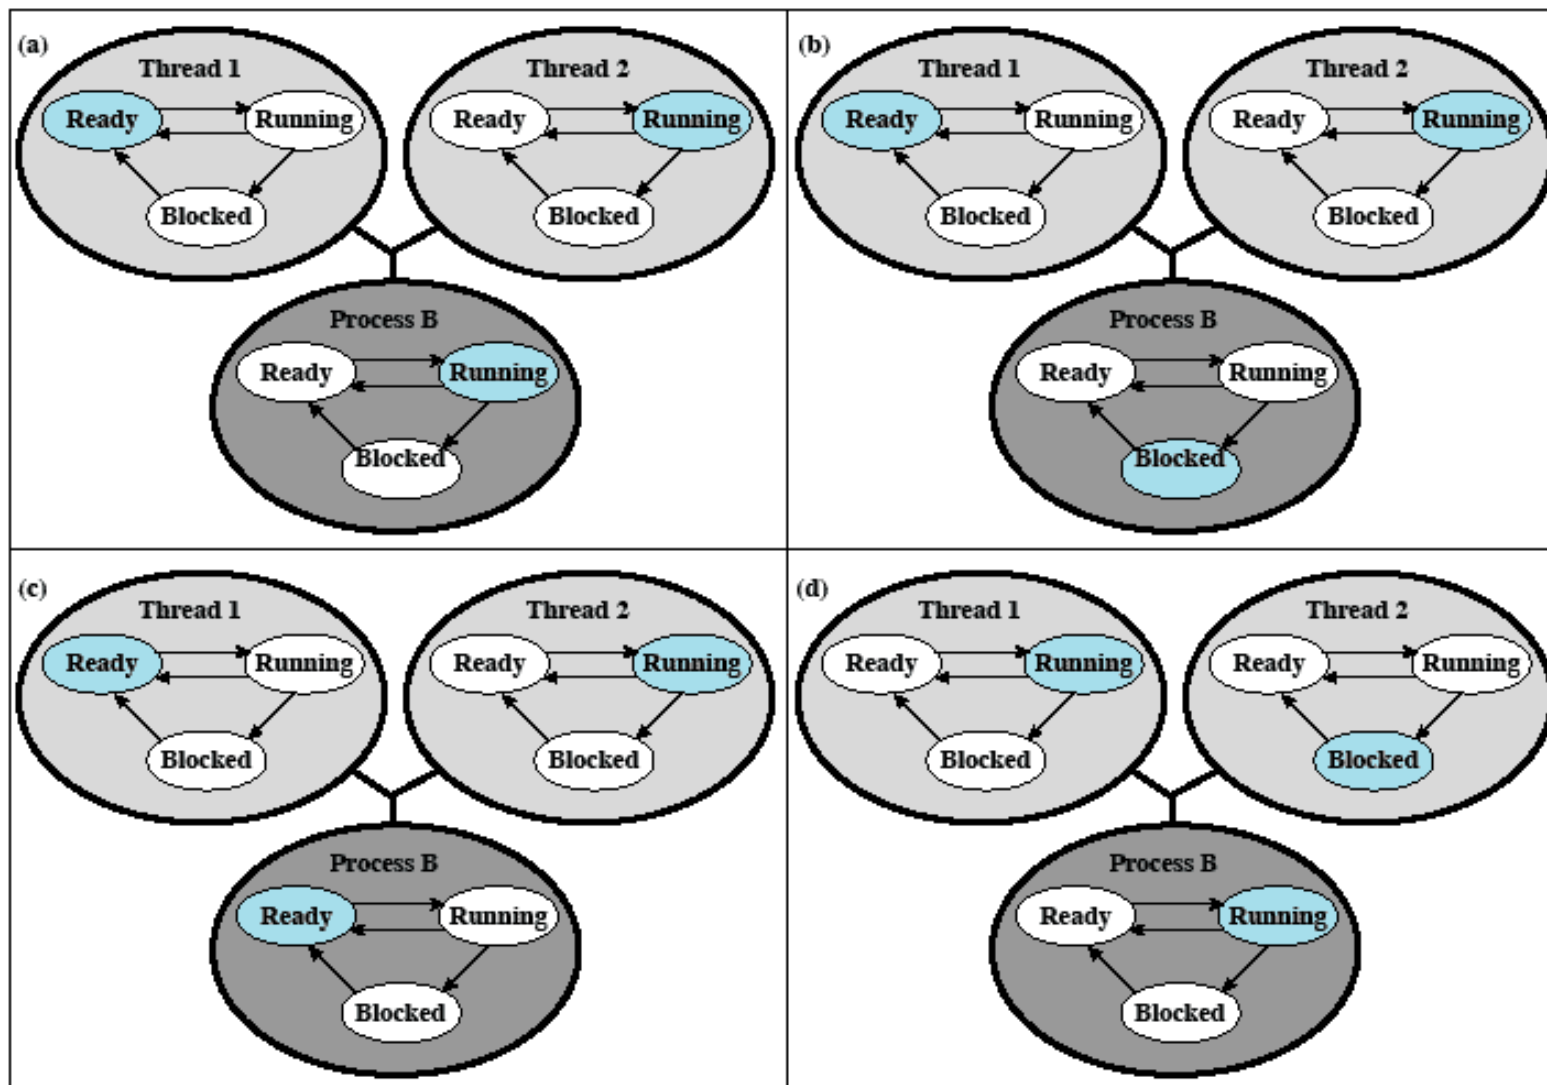 (a)
Thread 1
Ready
Running
Blocked
Thread 2
Ready
Running
Blocked
Process B
Ready
Running
Blocked
(b)
Thread 1
Ready
Running
Blocked
Thread 2
Ready
Running
Blocked
Process B
Ready
Running
Blocked
(c)
Thread 1
Ready
Running
Blocked
Thread 2
Ready
Running
Blocked
Process B
Ready
Running
Blocked
(d)
Thread 1
Ready
Running
Blocked
Thread 2
Ready
Running
Blocked
Process B
Ready
Running
Blocked